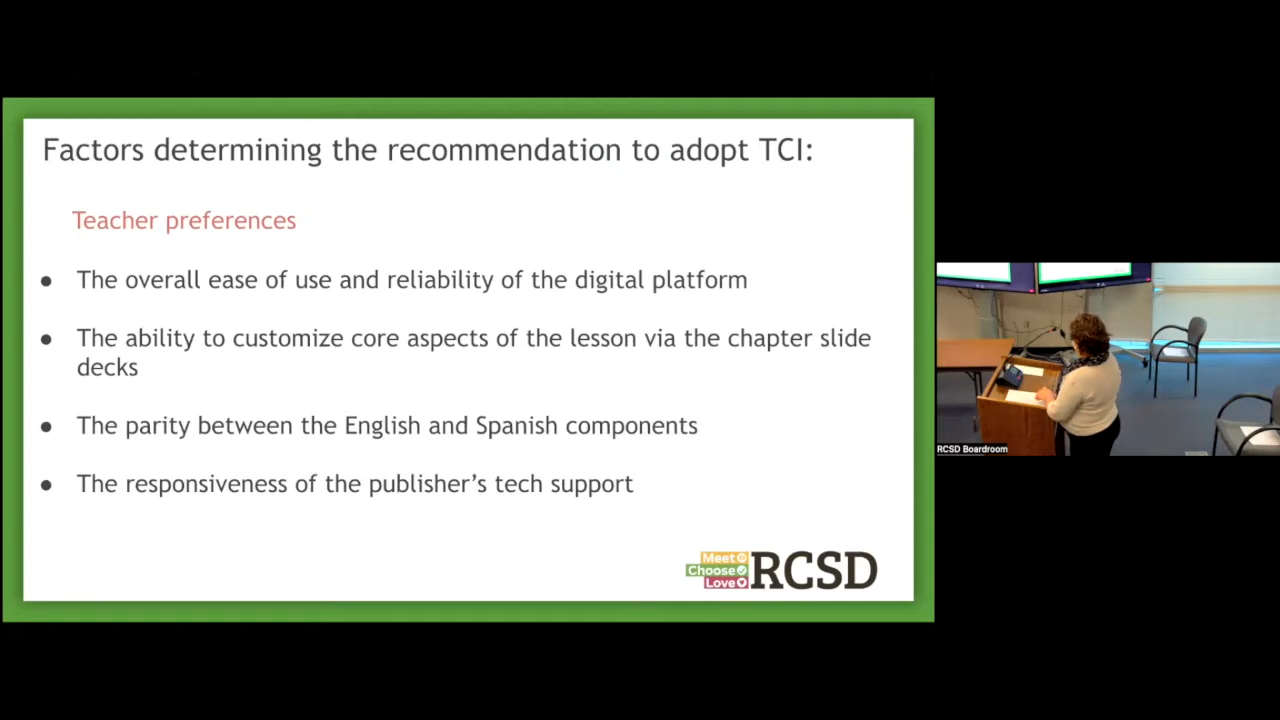 Factors determining the recommendation to adopt TCI:
Teacher preferences
● The overall ease of use and reliability of the digital platform
● The ability to customize core aspects of the lesson via the chapter slide
decks
● The parity between the English and Spanish components
● The responsiveness of the publisher's tech support
Meet
Choose
Love
RCSD
RCSD Boardroom